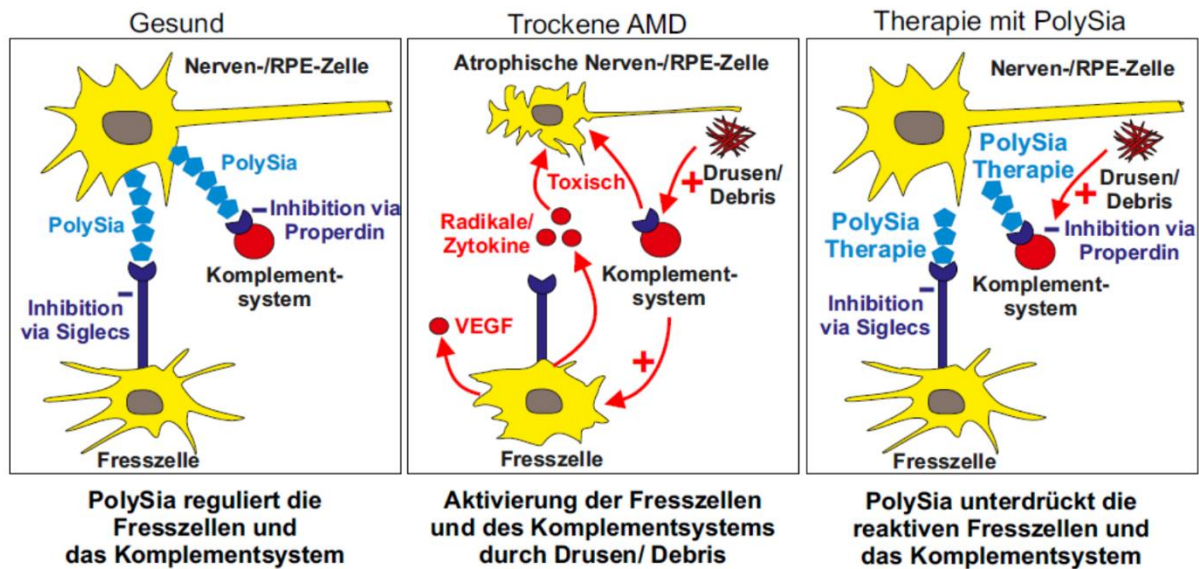 Gesund
Nerven-/RPE-Zelle
PolySia
PolySia
Inhibition via
Properdin
Komplement-
system
Inhibition
via Siglecs
Fresszelle
PolySia reguliert die
Fresszellen und
das Komplementsystem
Trockene AMD
Atrophische Nerven-/RPE-Zelle
Toxisch
+
Drusen/
Debris
Radikale/
Zytokine
Komplement-
system
VEGF
+
Fresszelle
Aktivierung der Fresszellen
und des Komplementsystems
durch Drusen/ Debris
Therapie mit PolySia
Nerven-/RPE-Zelle
PolySia
Therapie
+
Drusen/
Debris
PolySia
Therapie
Inhibition via
Properdin
Komplement-
system
Inhibition
via Siglecs
Fresszelle
PolySia unterdrückt die
reaktiven Fresszellen und
das Komplementsystem